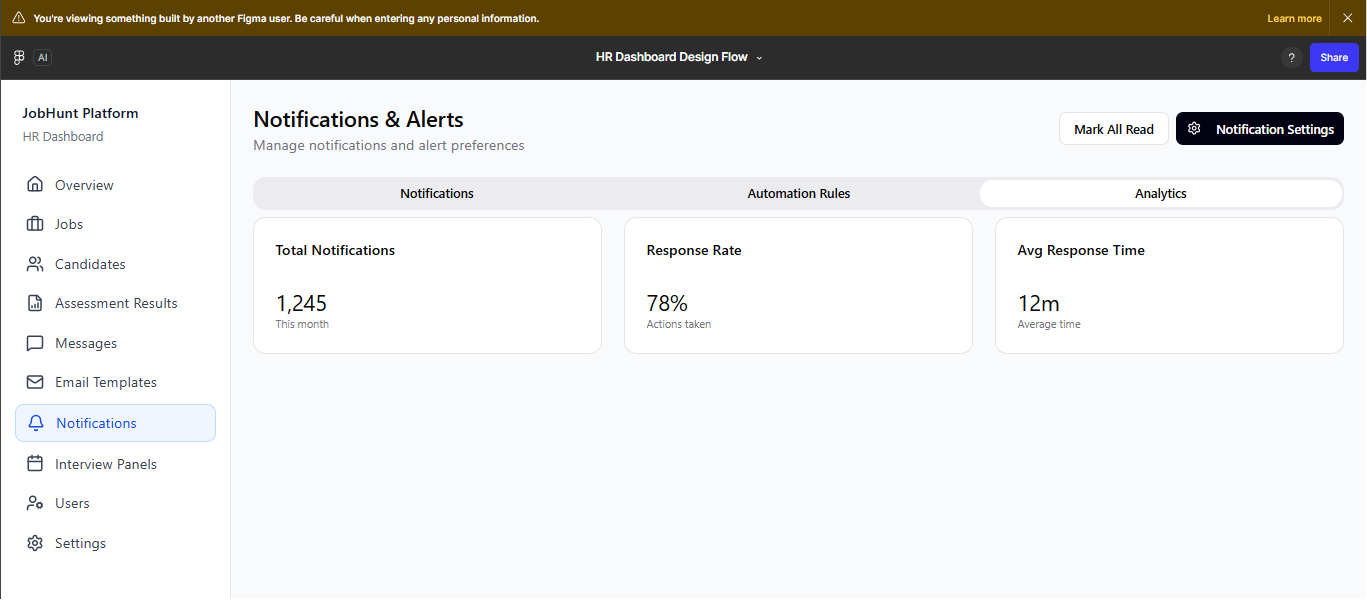 You're viewing something built by another Figma user. Be careful when entering any personal information.
Learn more
AI
HR Dashboard Design Flow
?
Share
JobHunt Platform
HR Dashboard
Overview
Jobs
Candidates
Assessment Results
Messages
Email Templates
Notifications
Interview Panels
Users
Settings
Notifications & Alerts
Manage notifications and alert preferences
Mark All Read
Notification Settings
Notifications
Automation Rules
Analytics
Total Notifications
1,245
This month
Response Rate
78%
Actions taken
Avg Response Time
12m
Average time